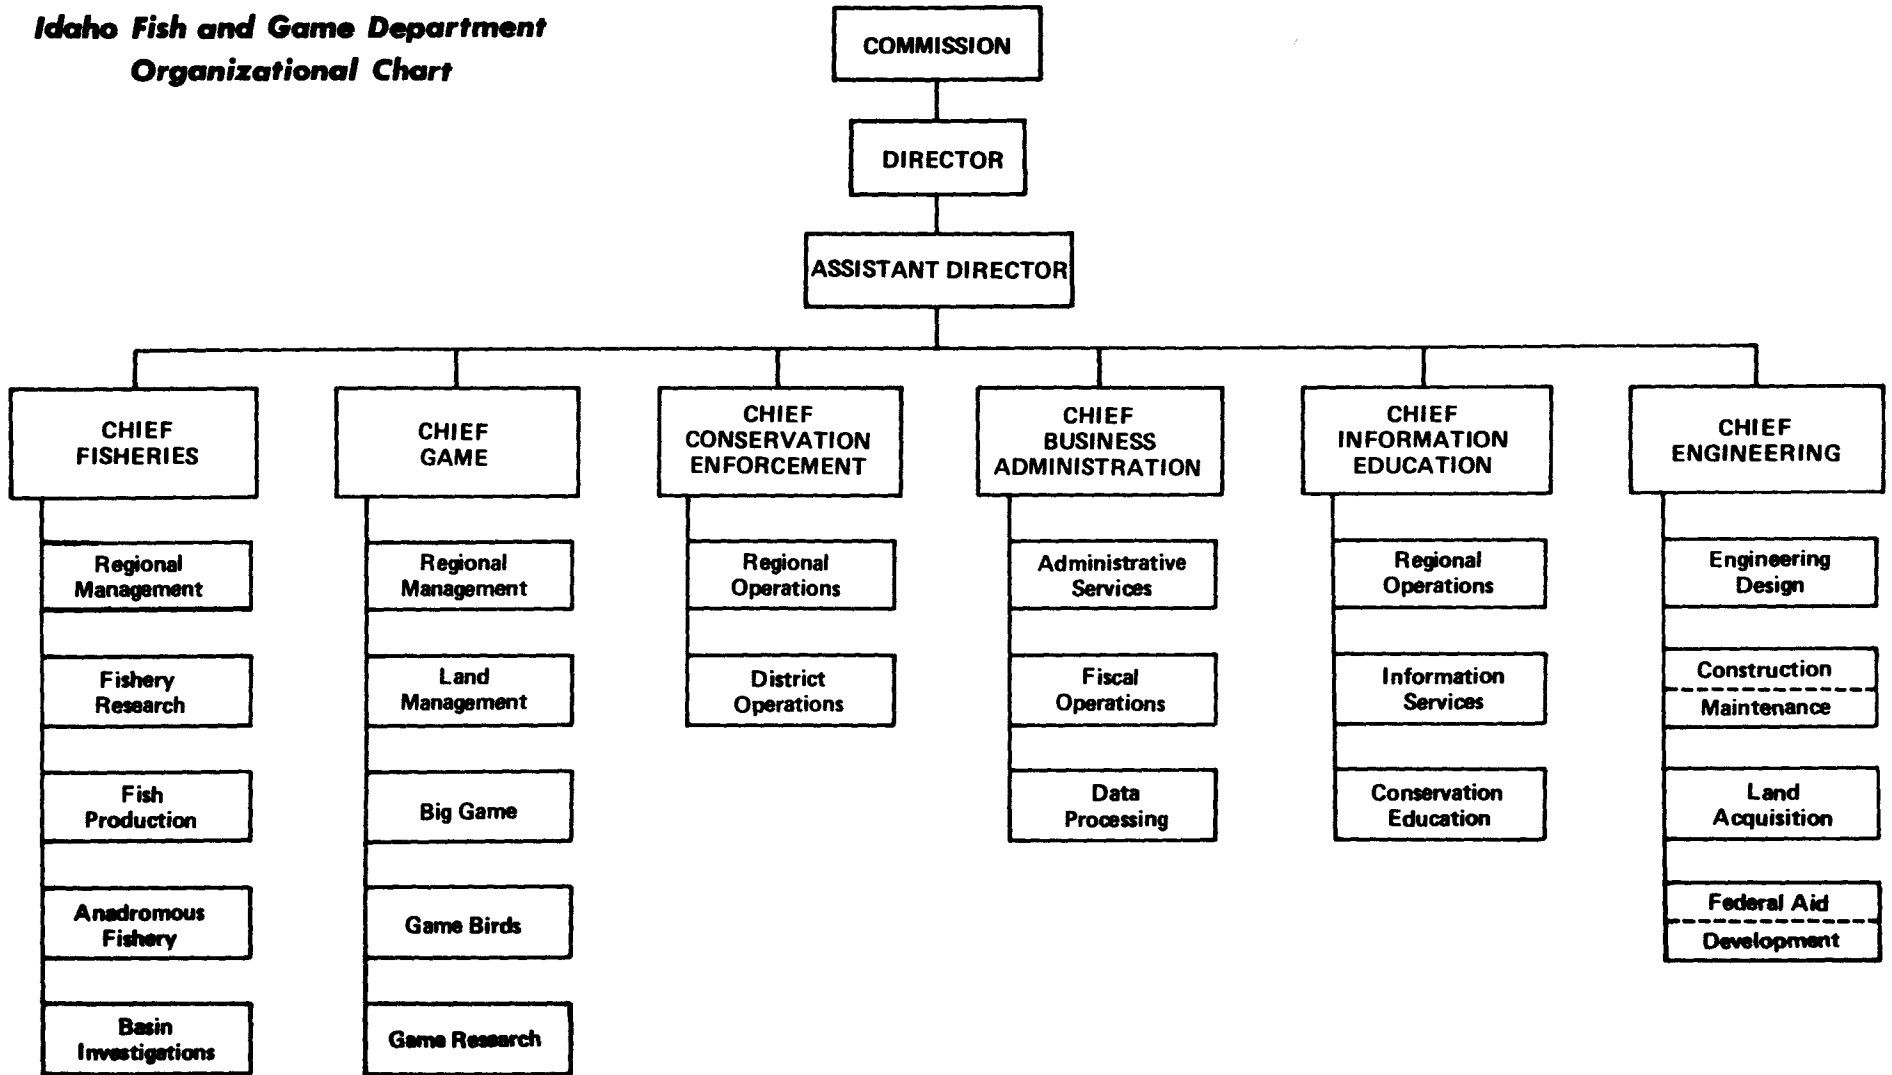 Idaho Fish and Game Department
Organizational Chart
COMMISSION
DIRECTOR
ASSISTANT DIRECTOR
CHIEF
FISHERIES
Regional
Management
Fishery
Research
Fish
Production
Anadromous
Fishery
Basin
Investigations
CHIEF
GAME
Regional
Management
Land
Management
Big Game
Game Birds
Game Research
CHIEF
CONSERVATION
ENFORCEMENT
Regional
Operations
District
Operations
CHIEF
BUSINESS
ADMINISTRATION
Administrative
Services
Fiscal
Operations
Data
Processing
CHIEF
INFORMATION
EDUCATION
Regional
Operations
Information
Services
Conservation
Education
CHIEF
ENGINEERING
Engineering
Design
Construction
Maintenance
Land
Acquisition
Federal Aid
Development